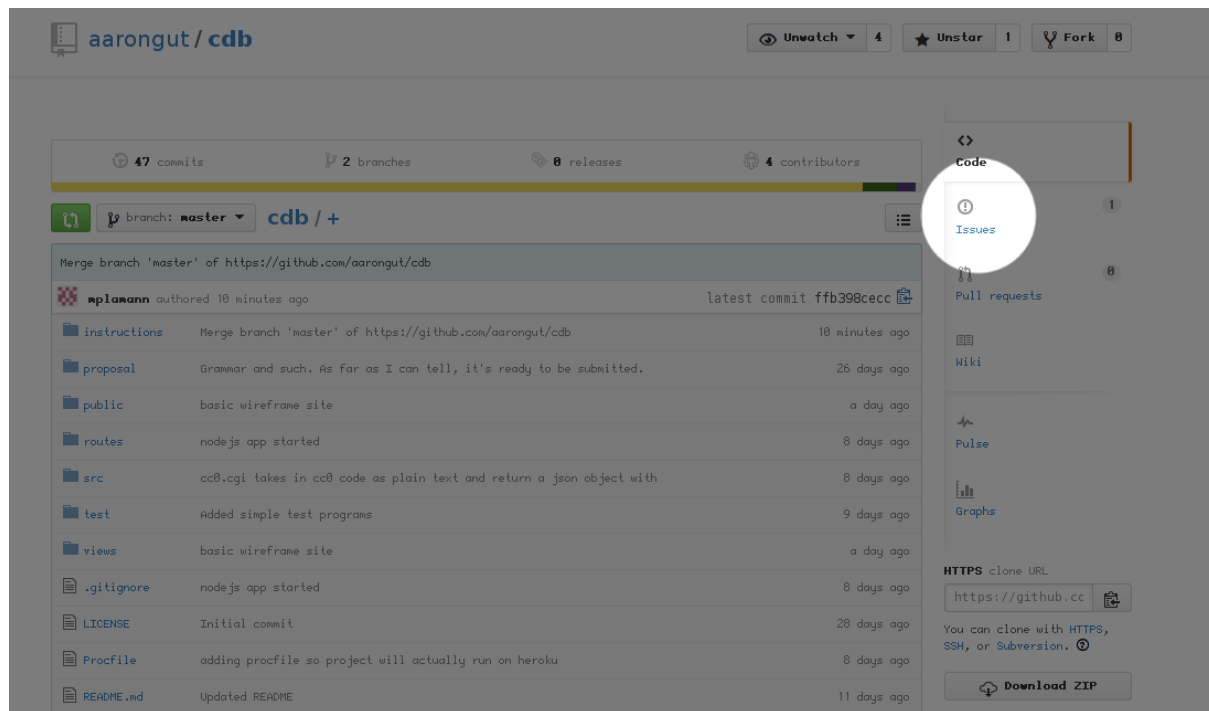 aarongut / cdb
Unwatch 4
Unstar 1
Fork 0
47 commits
2 branches
0 releases
4 contributors
branch: master
cdb / +
Merge branch 'master' of https://github.com/aarongut/cdb
mplamann authored 10 minutes ago
latest commit ffb398cecc
instructions Merge branch 'master' of https://github.com/aarongut/cdb 10 minutes ago
proposal Grammar and such. As far as I can tell, it's ready to be submitted. 26 days ago
public basic wireframe site a day ago
routes nodejs app started 8 days ago
src cc0.cgi takes in cc0 code as plain text and return a json object with 8 days ago
test Added simple test programs 9 days ago
views basic wireframe site a day ago
.gitignore nodejs app started 8 days ago
LICENSE Initial commit 28 days ago
Procfile adding procfile so project will actually run on heroku 8 days ago
README.md Updated README 11 days ago
Code
Issues 1
Pull requests 0
Wiki
Pulse
Graphs
HTTPS clone URL
https://github.cc
You can clone with HTTPS,
SSH, or Subversion.
Download ZIP